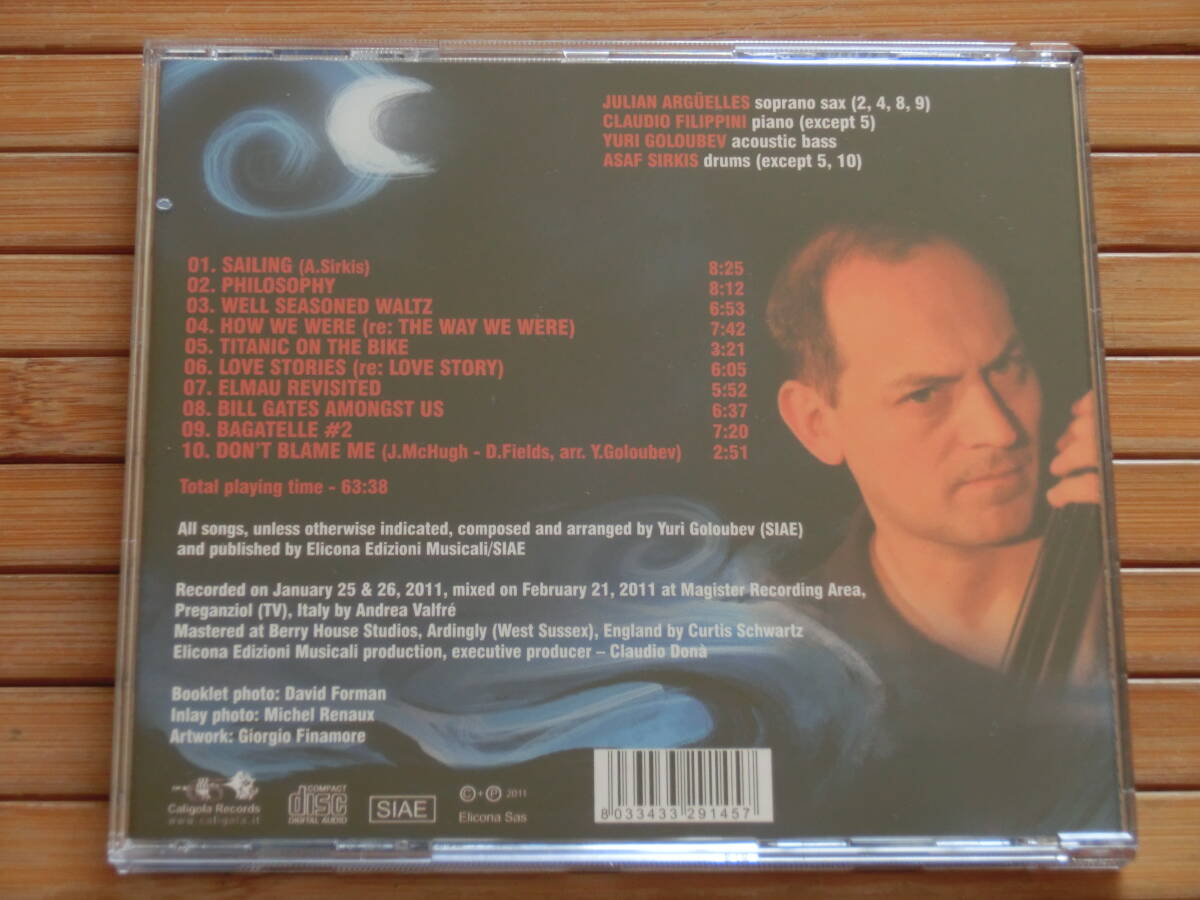 JULIAN ARGÜELLES soprano sax (2, 4, 8, 9)
CLAUDIO FILIPPINI piano (except 5)
YURI GOLOUBEV acoustic bass
ASAF SIRKIS drums (except 5, 10)
01. SAILING (A.Sirkis) 8:25
02. PHILOSOPHY 8:12
03. WELL SEASONED WALTZ 6:53
04. HOW WE WERE (re: THE WAY WE WERE) 7:42
05. TITANIC ON THE BIKE 3:21
06. LOVE STORIES (re: LOVE STORY) 6:05
07. ELMAU REVISITED 5:52
08. BILL GATES AMONGST US 6:37
09. BAGATELLE #2 7:20
10. DON'T BLAME ME (J.McHugh - D.Fields, arr. Y.Goloubev) 2:51
Total playing time - 63:38
All songs, unless otherwise indicated, composed and arranged by Yuri Goloubev (SIAE)
and published by Elicona Edizioni Musicali/SIAE
Recorded on January 25 & 26, 2011, mixed on February 21, 2011 at Magister Recording Area,
Preganziol (TV), Italy by Andrea Valfré
Mastered at Berry House Studios, Ardingly (West Sussex), England by Curtis Schwartz
Elicona Edizioni Musicali production, executive producer – Claudio Donà
Booklet photo: David Forman
Inlay photo: Michel Renaux
Artwork: Giorgio Finamore
Caligola Records
www.caligola.it
COMPACT
disc
DIGITAL AUDIO
SIAE
©+℗ 2011
Elicona Sas
8 033433 291457